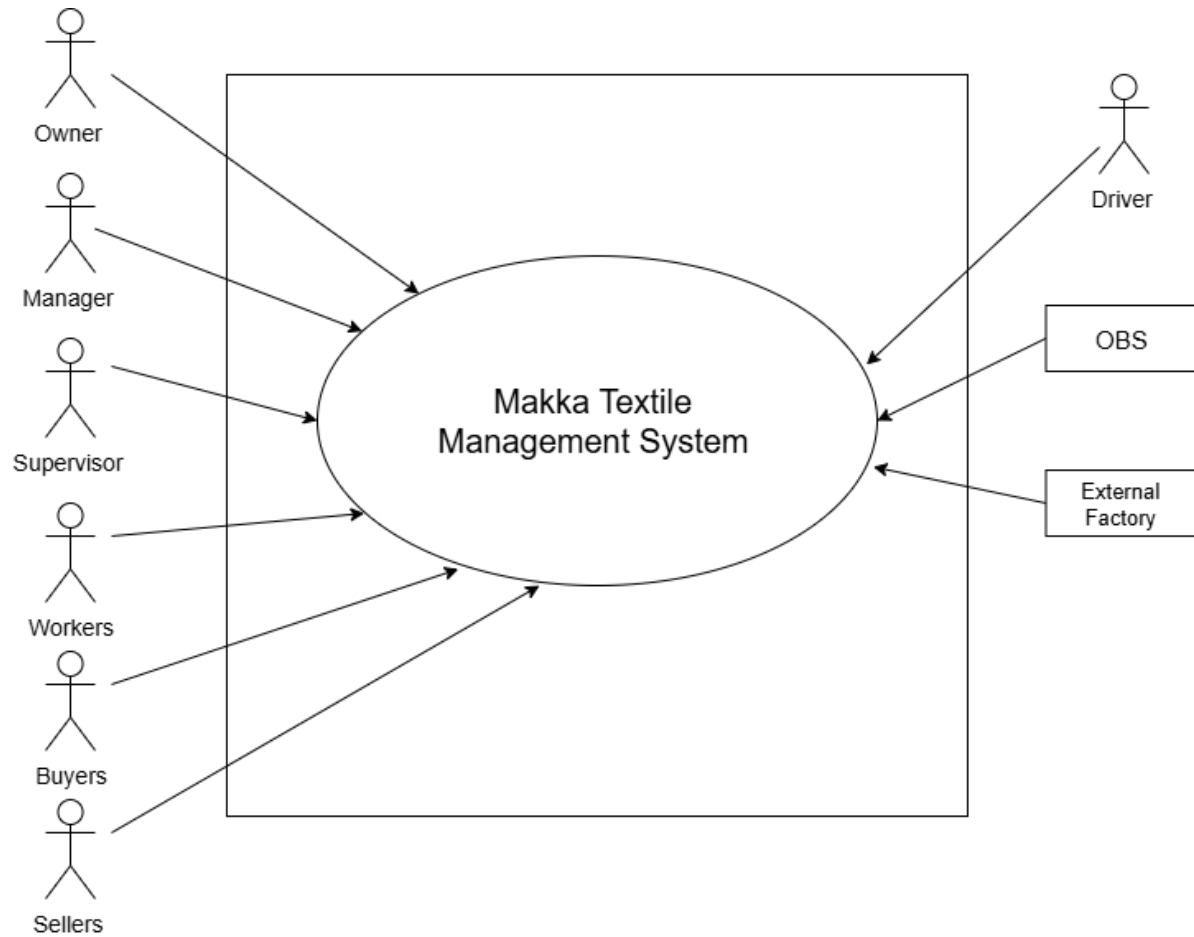 Owner
Manager
Supervisor
Workers
Buyers
Sellers
Makka Textile
Management System
Driver
OBS
External
Factory